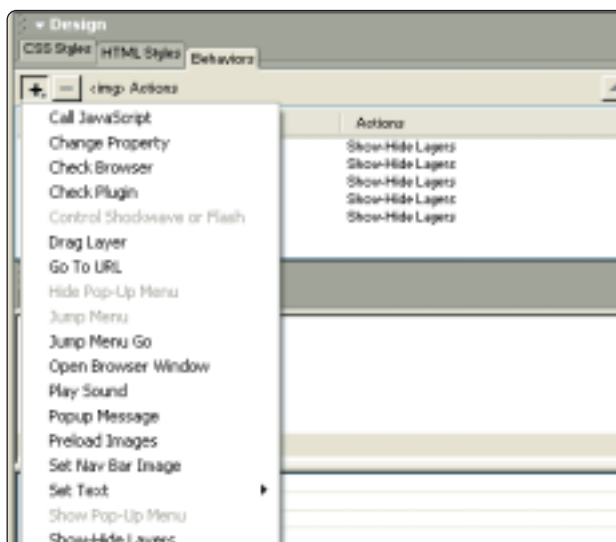 Design
CSS Styles HTML Styles Behaviors
<img> Actions
Actions
Show-Hide Layers
Show-Hide Layers
Show-Hide Layers
Show-Hide Layers
Show-Hide Layers
Call JavaScript
Change Property
Check Browser
Check Plugin
Control Shockwave or Flash
Drag Layer
Go To URL
Hide Pop-Up Menu
Jump Menu
Jump Menu Go
Open Browser Window
Play Sound
Popup Message
Preload Images
Set Nav Bar Image
Set Text
Show Pop-Up Menu
Show-Hide Layers